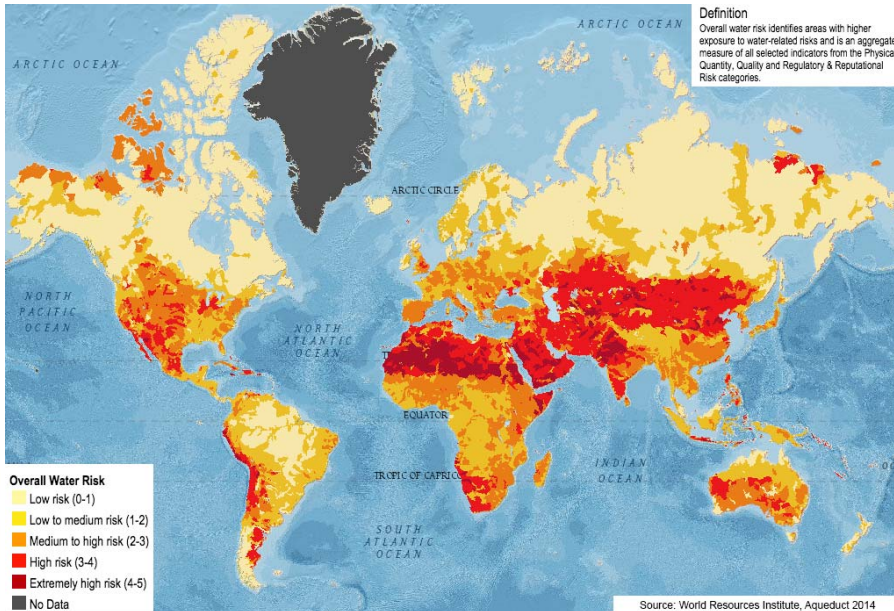 Definition
Overall water risk identifies areas with higher
exposure to water-related risks and is an aggregate
measure of all selected indicators from the Physical
Quantity, Quality and Regulatory & Reputational
Risk categories.
ARCTIC OCEAN
ARCTIC OCEAN
ARCTIC CIRCLE
NORTH
PACIFIC
OCEAN
NORTH
ATLANTIC
OCEAN
T
EQUATOR
INDIAN
OCEAN
TROPIC OF CAPRICO
SOUTH
ATLANTIC
OCEAN
Overall Water Risk
Low risk (0-1)
Low to medium risk (1-2)
Medium to high risk (2-3)
High risk (3-4)
Extremely high risk (4-5)
No Data
Source: World Resources Institute, Aqueduct 2014